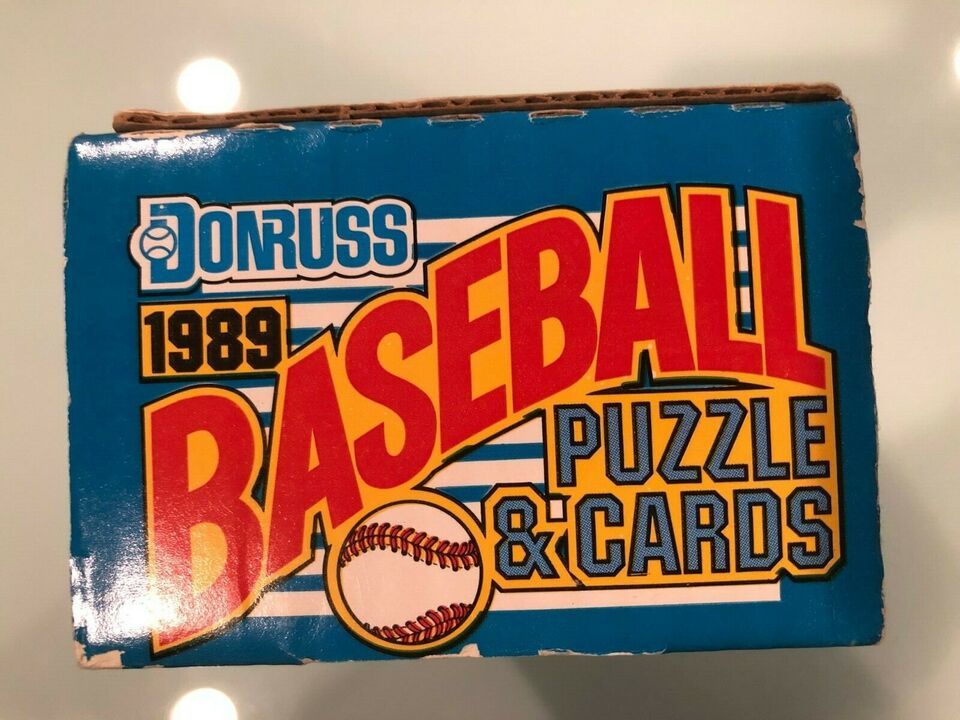 DONRUSS
1989
BASEBALL
PUZZLE
& CARDS